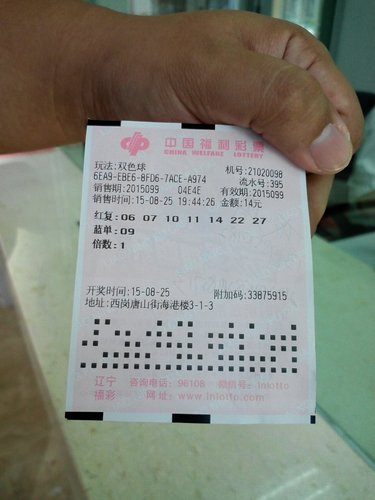 中国福利彩票
CHINA WELFARE LOTTERY
玩法:双色球 机号:21020098
6EA9-EBE6-8FD6-7ACE-A974 流水号:395
销售期:2015099 04E4E 有效期:2015099
销售时间:15-08-25 19:44:26 金额:14元
红复:06 07 10 11 14 22 27
蓝单:09
倍数:1
开奖时间:15-08-25 附加码:33875915
地址:西岗唐山街海港楼3-1-3
辽宁 咨询电话:96108 微信号:lnlotto
福彩 网址:www.lnlotto.com